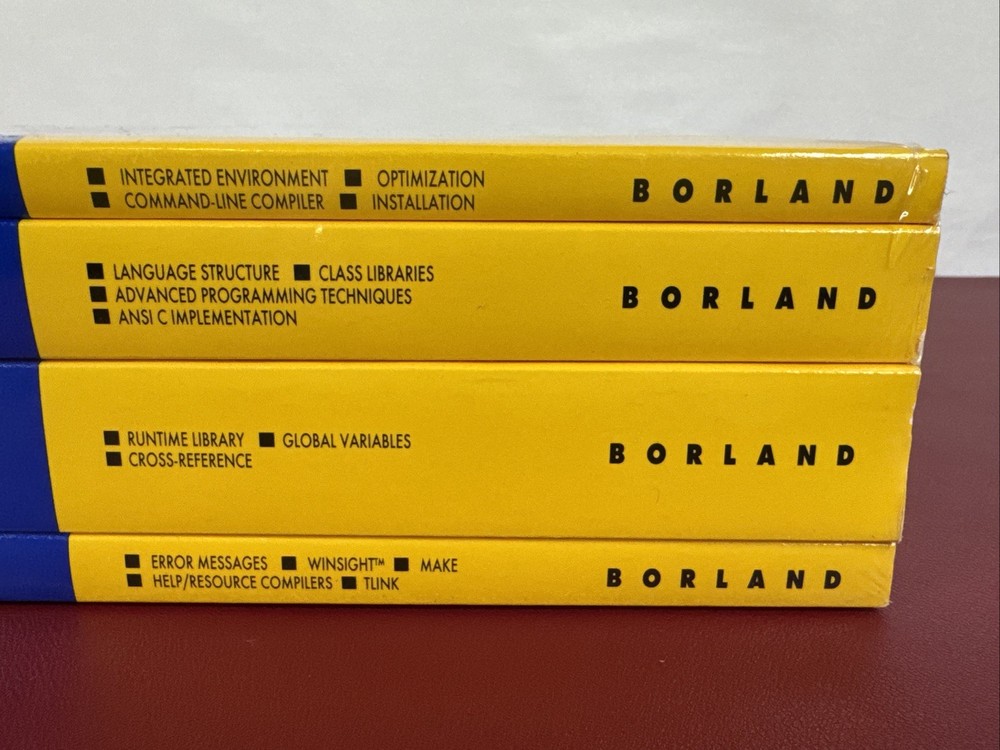 ■ INTEGRATED ENVIRONMENT ■ OPTIMIZATION
■ COMMAND-LINE COMPILER ■ INSTALLATION
BORLAND
■ LANGUAGE STRUCTURE ■ CLASS LIBRARIES
■ ADVANCED PROGRAMMING TECHNIQUES
■ ANSI C IMPLEMENTATION
BORLAND
■ RUNTIME LIBRARY ■ GLOBAL VARIABLES
■ CROSS-REFERENCE
BORLAND
■ ERROR MESSAGES ■ WINSIGHT™ ■ MAKE
■ HELP/RESOURCE COMPILERS ■ TLINK
BORLAND